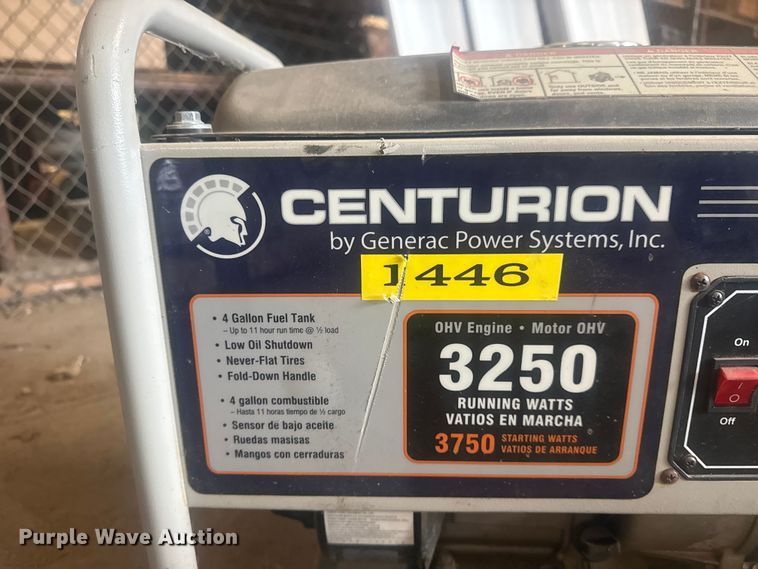 DANGER
DANGER
CENTURION
by Generac Power Systems, Inc.
1446
• 4 Gallon Fuel Tank
– Up to 11 hour run time @ ½ load
• Low Oil Shutdown
• Never-Flat Tires
• Fold-Down Handle
• 4 gallon combustible
– Hasta 11 horas tiempo de ½ cargo
• Sensor de bajo aceite
• Ruedas masisas
• Mangos con cerraduras
OHV Engine • Motor OHV
3250
RUNNING WATTS
VATIOS EN MARCHA
3750 STARTING WATTS
VATIOS DE ARRANQUE
On
Off
Purple Wave Auction